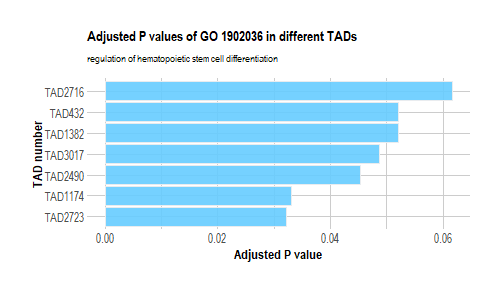 Adjusted P values of GO 1902036 in different TADs
regulation of hematopoietic stem cell differentiation
TAD number
TAD2716
TAD432
TAD1382
TAD3017
TAD2490
TAD1174
TAD2723
0.00 0.02 0.04 0.06
Adjusted P value